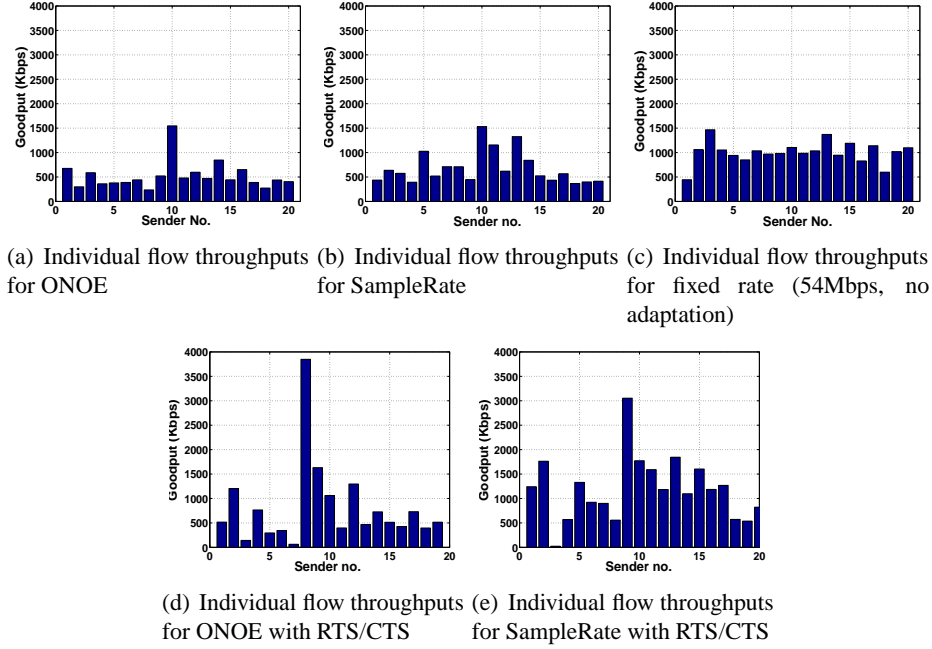 4000
3500
3000
2500
2000
1500
1000
500
0
Goodput (Kbps)
0 5 10 15 20
Sender No.
(a) Individual flow throughputs
for ONOE
4000
3500
3000
2500
2000
1500
1000
500
0
Goodput (Kbps)
0 5 10 15 20
Sender No.
(b) Individual flow throughputs
for SampleRate
4000
3500
3000
2500
2000
1500
1000
500
0
Goodput (Kbps)
0 5 10 15 20
Sender No.
(c) Individual flow throughputs
for fixed rate (54Mbps, no
adaptation)
4000
3500
3000
2500
2000
1500
1000
500
0
Goodput (Kbps)
0 5 10 15 20
Sender no.
(d) Individual flow throughputs
for ONOE with RTS/CTS
4000
3500
3000
2500
2000
1500
1000
500
0
Goodput (Kbps)
0 5 10 15 20
Sender no.
(e) Individual flow throughputs
for SampleRate with RTS/CTS